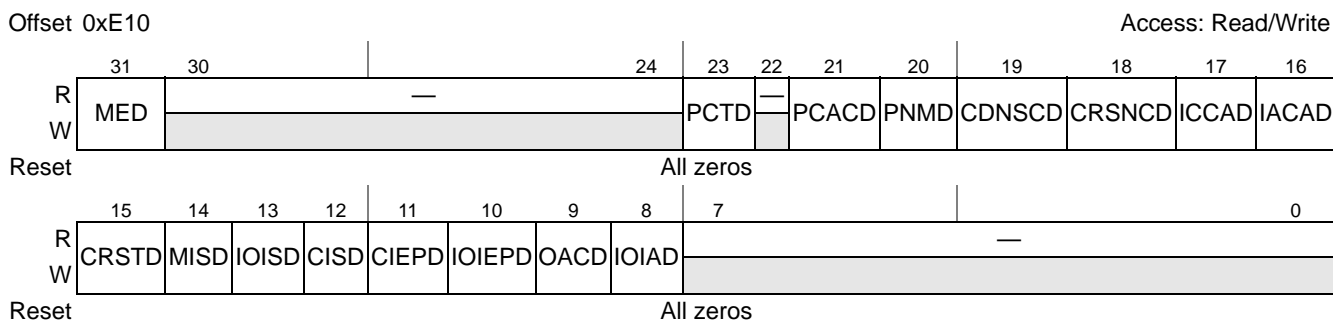 Offset 0xE10 Access: Read/Write
31 30 24 23 22 21 20 19 18 17 16
R
MED — PCTD — PCACD PNMD CDNSCD CRSNCD ICCAD IACAD
W
Reset All zeros
15 14 13 12 11 10 9 8 7 0
R
CRSTD MISD IOISD CISD CIEPD IOIEPD OACD IOIAD —
W
Reset All zeros